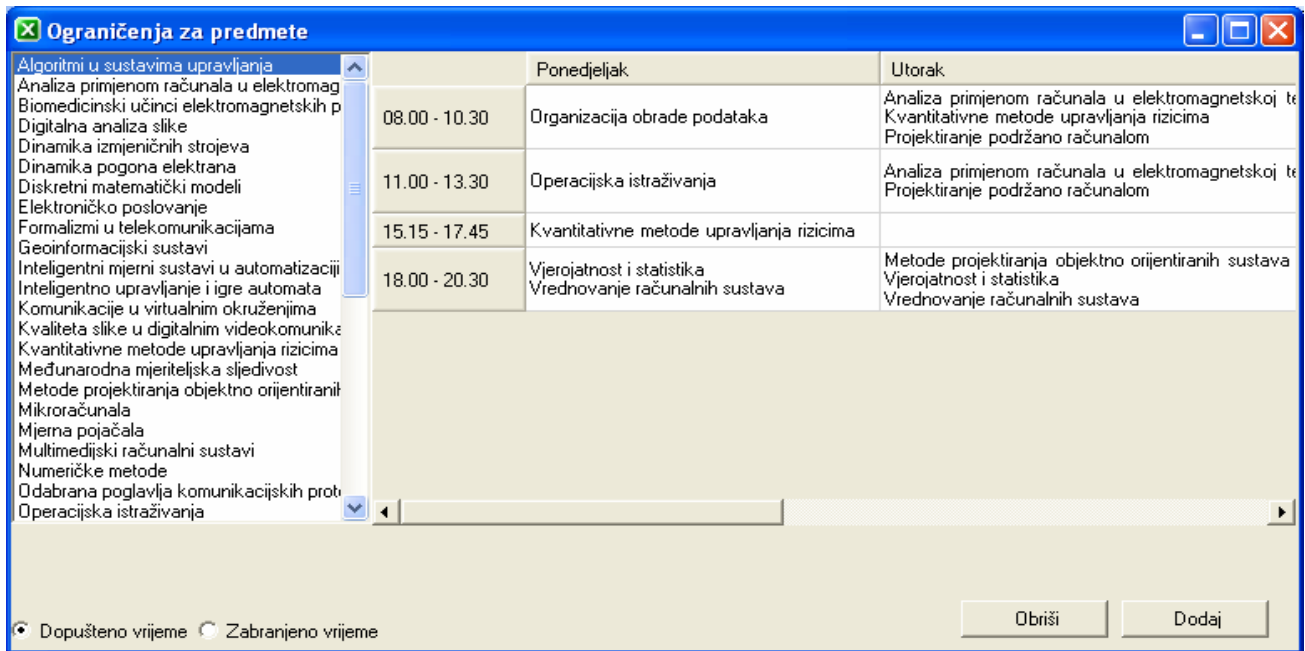 Ograničenja za predmete
Algoritmi u sustavima upravljanja
Analiza primjenom računala u elektromag
Biomedicinski učinci elektromagnetskih p
Digitalna analiza slike
Dinamika izmjeničnih strojeva
Dinamika pogona elektrana
Diskretni matematički modeli
Elektroničko poslovanje
Formalizmi u telekomunikacijama
Geoinformacijski sustavi
Inteligentni mjerni sustavi u automatizaciji
Inteligentno upravljanje i igre automata
Komunikacije u virtualnim okruženjima
Kvaliteta slike u digitalnim videokomunika
Kvantitativne metode upravljanja rizicima
Međunarodna mjeriteljska sljedivost
Metode projektiranja objektno orijentiranih
Mikroračunala
Mjerna pojačala
Multimedijski računalni sustavi
Numeričke metode
Odabrana poglavlja komunikacijskih proto
Operacijska istraživanja
Ponedjeljak
Utorak
08.00 - 10.30
Organizacija obrade podataka
Analiza primjenom računala u elektromagnetskoj te
Kvantitativne metode upravljanja rizicima
Projektiranje podržano računalom
11.00 - 13.30
Operacijska istraživanja
Analiza primjenom računala u elektromagnetskoj te
Projektiranje podržano računalom
15.15 - 17.45
Kvantitativne metode upravljanja rizicima
18.00 - 20.30
Vjerojatnost i statistika
Vrednovanje računalnih sustava
Metode projektiranja objektno orijentiranih sustava
Vjerojatnost i statistika
Vrednovanje računalnih sustava
Dopušteno vrijeme
Zabranjeno vrijeme
Obriši
Dodaj